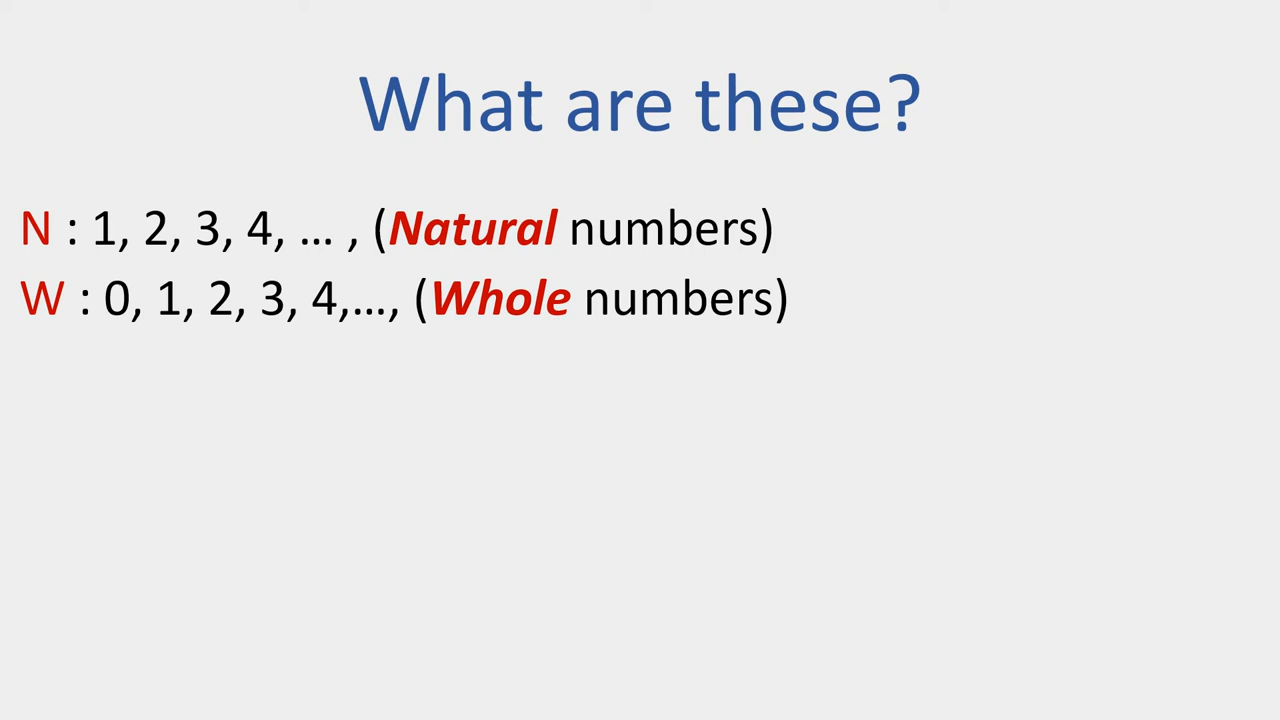 What are these?
N : 1, 2, 3, 4, … , (Natural numbers)
W : 0, 1, 2, 3, 4,…, (Whole numbers)